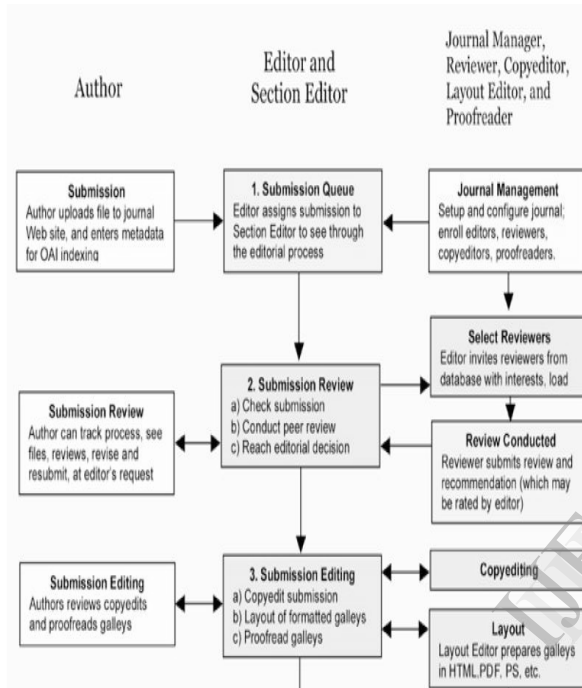 Author
Editor and
Section Editor
Journal Manager,
Reviewer, Copyeditor,
Layout Editor, and
Proofreader
Submission
Author uploads file to journal
Web site, and enters metadata
for OAI indexing
1. Submission Queue
Editor assigns submission to
Section Editor to see through
the editorial process
Journal Management
Setup and configure journal;
enroll editors, reviewers,
copyeditors, proofreaders.
Select Reviewers
Editor invites reviewers from
database with interests, load
2. Submission Review
a) Check submission
b) Conduct peer review
c) Reach editorial decision
Submission Review
Author can track process, see
files, reviews, revise and
resubmit, at editor's request
Review Conducted
Reviewer submits review and
recommendation (which may
be rated by editor)
Submission Editing
Authors reviews copyedits
and proofreads galleys
3. Submission Editing
a) Copyedit submission
b) Layout of formatted galleys
c) Proofread galleys
Copyediting
Layout
Layout Editor prepares galleys
in HTML,PDF, PS, etc.